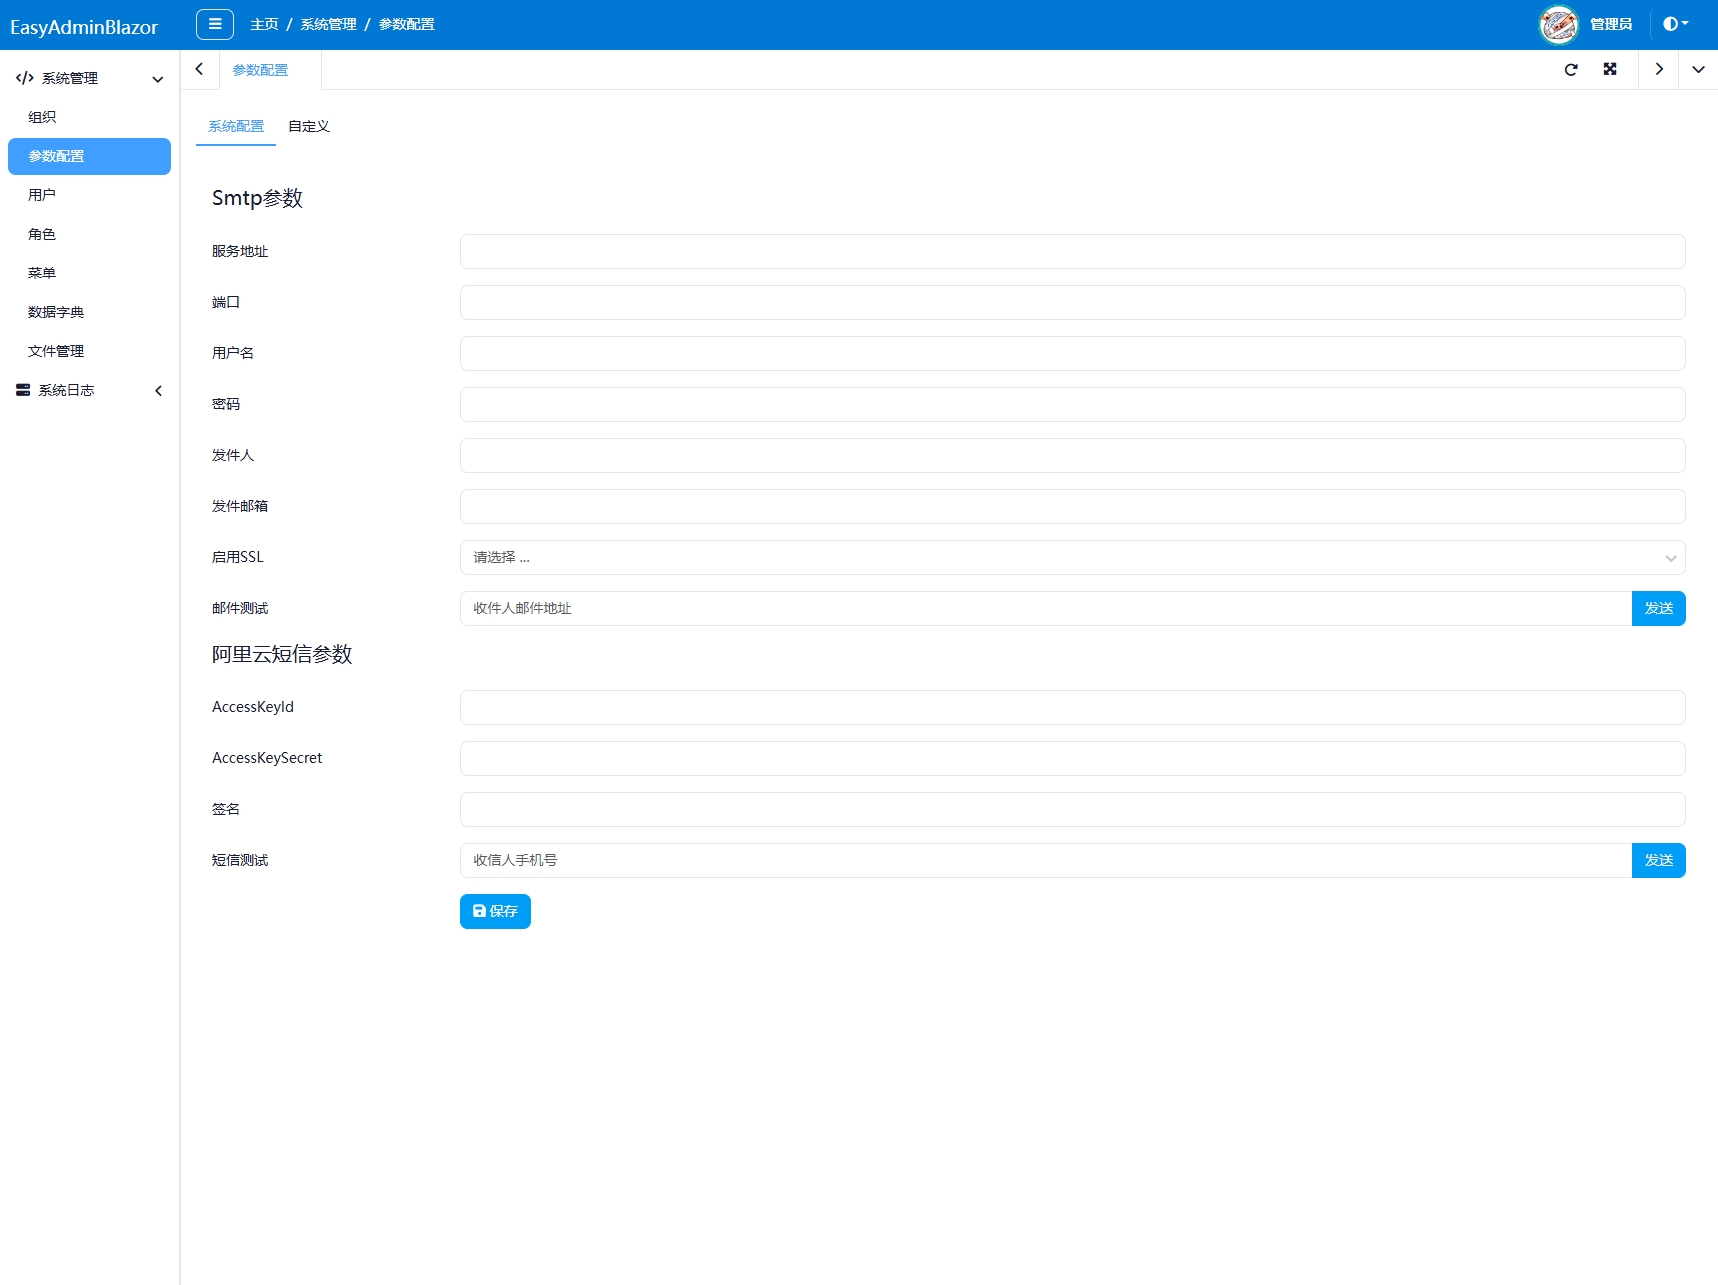 EasyAdminBlazor
主页 / 系统管理 / 参数配置
管理员
系统管理
组织
参数配置
用户
角色
菜单
数据字典
文件管理
系统日志
参数配置
系统配置
自定义
Smtp参数
服务地址
端口
用户名
密码
发件人
发件邮箱
启用SSL
请选择 ...
邮件测试
收件人邮件地址
发送
阿里云短信参数
AccessKeyId
AccessKeySecret
签名
短信测试
收信人手机号
发送
保存